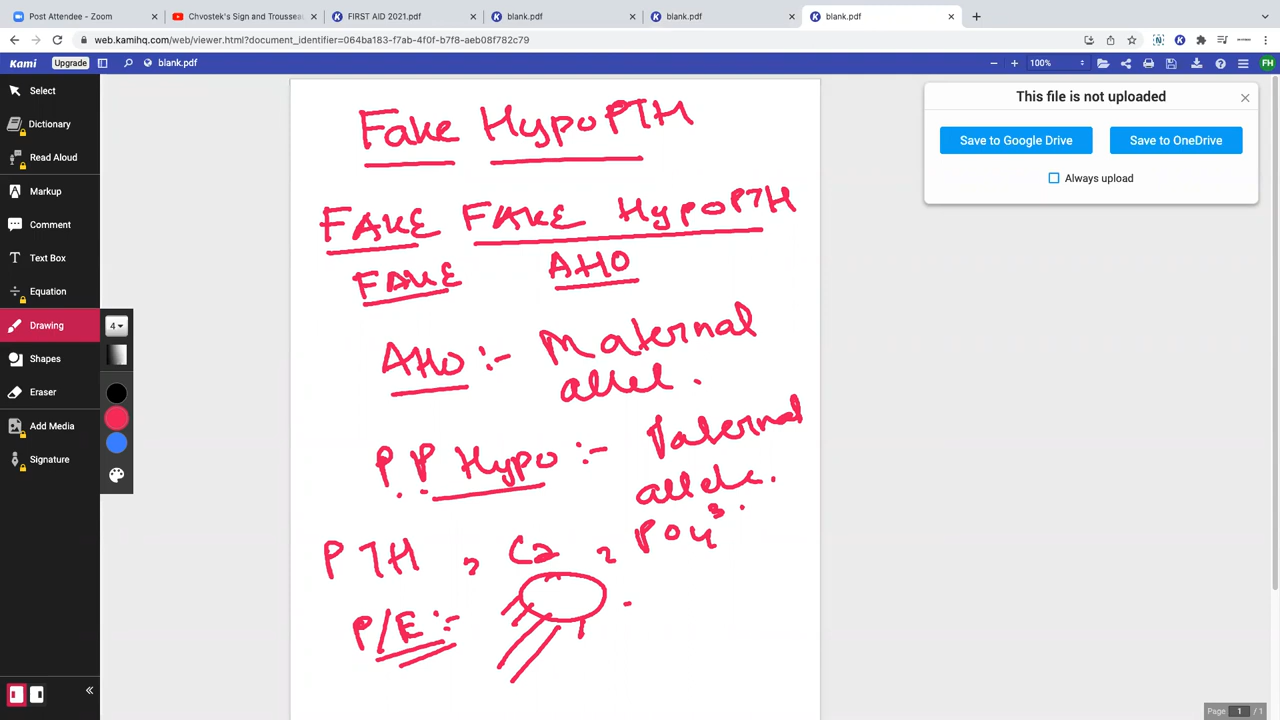 Post Attendee - Zoom
Chvostek's Sign and Trousseau
FIRST AID 2021.pdf
blank.pdf
blank.pdf
blank.pdf
web.kamihq.com/web/viewer.html?document_identifier=064ba183-f7ab-4f0f-b7f8-aeb08f782c79
Kami
Upgrade
blank.pdf
100%
FH
Select
Dictionary
Read Aloud
Markup
Comment
Text Box
Equation
Drawing
4
Shapes
Eraser
Add Media
Signature
This file is not uploaded
Save to Google Drive
Save to OneDrive
Always upload
Fake HypoPTH
FAKE FAKE HypoPTH
FAKE AHO
AHO :- Maternal
allel.
P P Hypo :- Paternal
allele.
PTH , Ca , PO4 3
P/E :-
Page 1 / 1